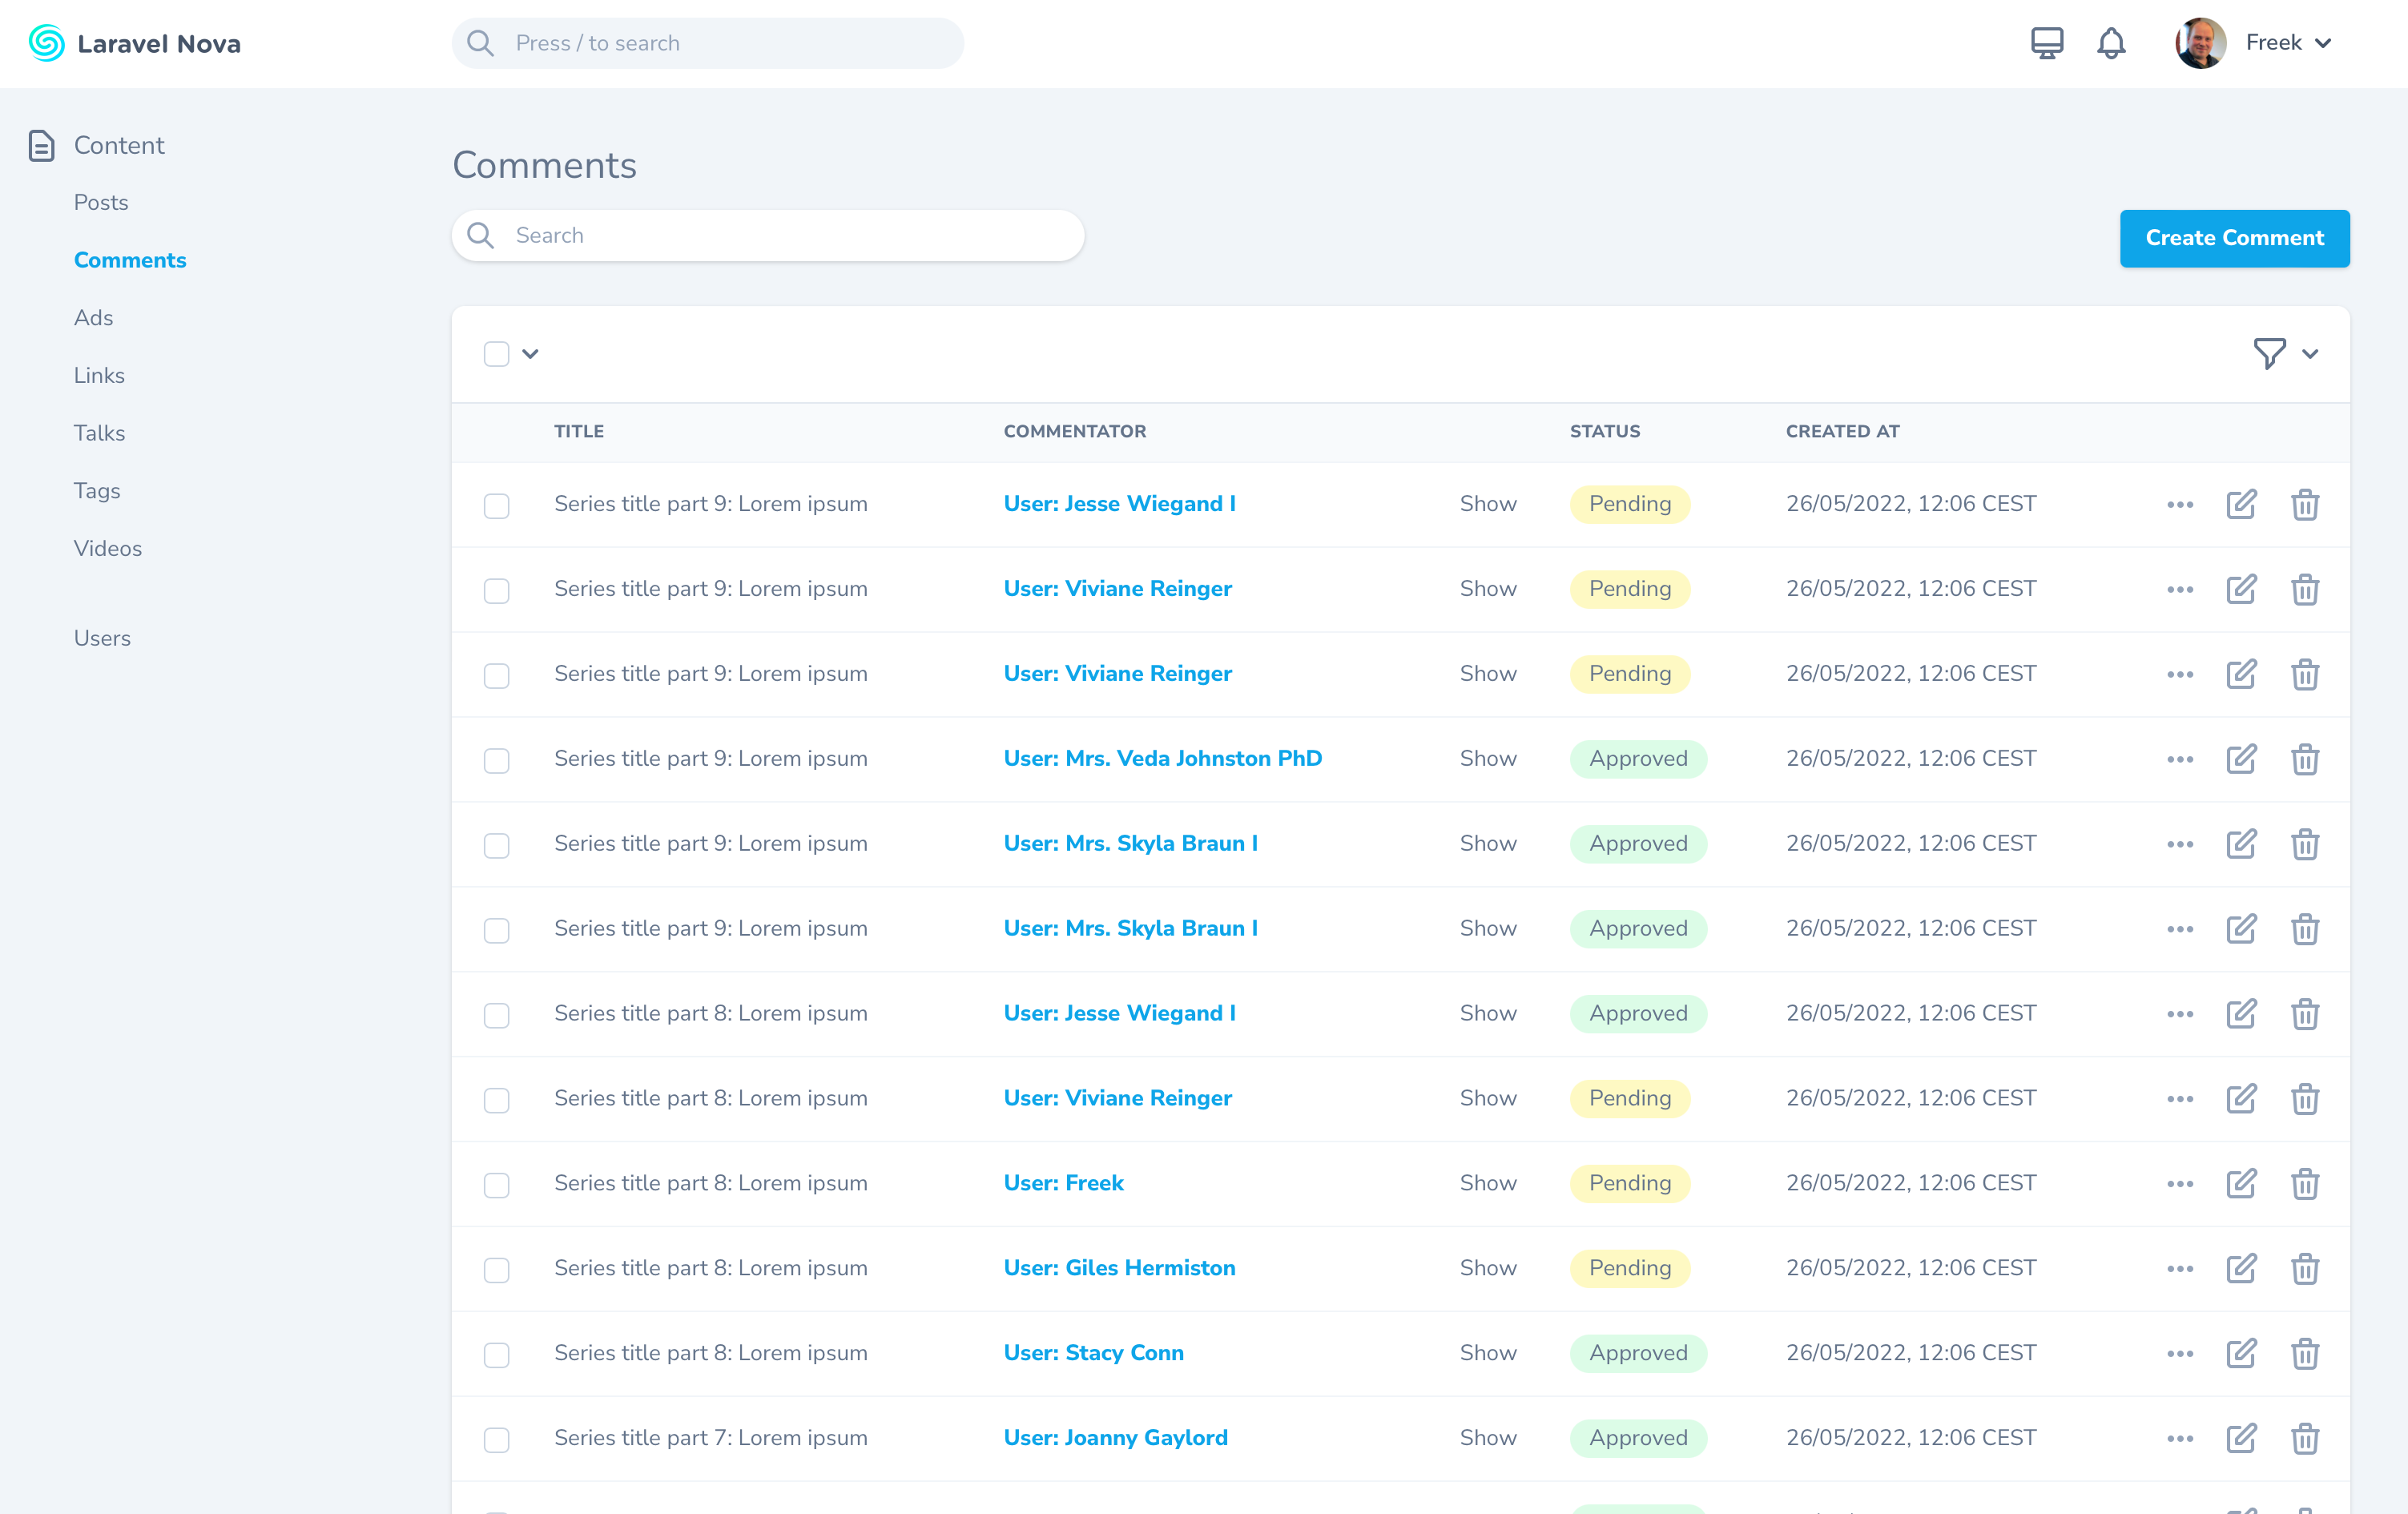 Laravel Nova
Press / to search
Freek
Content
Posts
Comments
Ads
Links
Talks
Tags
Videos
Users
Comments
Search
Create Comment
TITLE COMMENTATOR STATUS CREATED AT
Series title part 9: Lorem ipsum User: Jesse Wiegand I Show Pending 26/05/2022, 12:06 CEST
Series title part 9: Lorem ipsum User: Viviane Reinger Show Pending 26/05/2022, 12:06 CEST
Series title part 9: Lorem ipsum User: Viviane Reinger Show Pending 26/05/2022, 12:06 CEST
Series title part 9: Lorem ipsum User: Mrs. Veda Johnston PhD Show Approved 26/05/2022, 12:06 CEST
Series title part 9: Lorem ipsum User: Mrs. Skyla Braun I Show Approved 26/05/2022, 12:06 CEST
Series title part 9: Lorem ipsum User: Mrs. Skyla Braun I Show Approved 26/05/2022, 12:06 CEST
Series title part 8: Lorem ipsum User: Jesse Wiegand I Show Approved 26/05/2022, 12:06 CEST
Series title part 8: Lorem ipsum User: Viviane Reinger Show Pending 26/05/2022, 12:06 CEST
Series title part 8: Lorem ipsum User: Freek Show Pending 26/05/2022, 12:06 CEST
Series title part 8: Lorem ipsum User: Giles Hermiston Show Pending 26/05/2022, 12:06 CEST
Series title part 8: Lorem ipsum User: Stacy Conn Show Approved 26/05/2022, 12:06 CEST
Series title part 7: Lorem ipsum User: Joanny Gaylord Show Approved 26/05/2022, 12:06 CEST